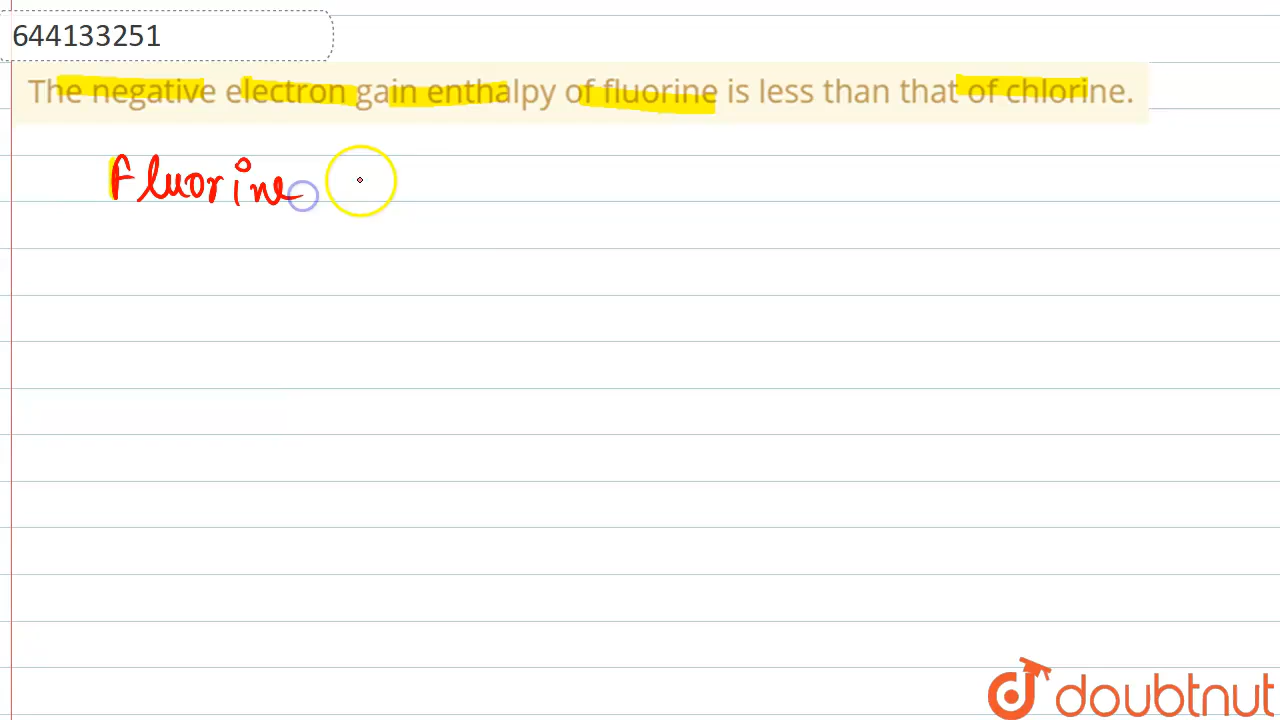 644133251
The negative electron gain enthalpy of fluorine is less than that of chlorine.
Fluorine
doubtnut